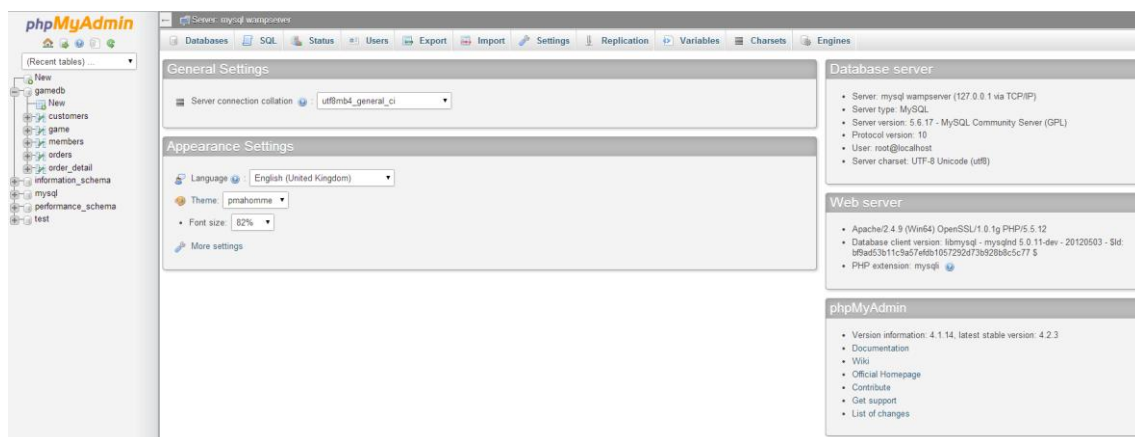 phpMyAdmin
(Recent tables) ...
New
gamedb
New
customers
game
members
orders
order_detail
information_schema
mysql
performance_schema
test
Server: mysql wampserver
Databases SQL Status Users Export Import Settings Replication Variables Charsets Engines
General Settings
Server connection collation : utf8mb4_general_ci
Appearance Settings
Language : English (United Kingdom)
Theme: pmahomme
Font size: 82%
More settings
Database server
Server: mysql wampserver (127.0.0.1 via TCP/IP)
Server type: MySQL
Server version: 5.6.17 - MySQL Community Server (GPL)
Protocol version: 10
User: root@localhost
Server charset: UTF-8 Unicode (utf8)
Web server
Apache/2.4.9 (Win64) OpenSSL/1.0.1g PHP/5.5.12
Database client version: libmysql - mysqlnd 5.0.11-dev - 20120503 - $Id:
bf9ad53b11c9a57efdb1057292d73b928b8c5c77 $
PHP extension: mysqli
phpMyAdmin
Version information: 4.1.14, latest stable version: 4.2.3
Documentation
Wiki
Official Homepage
Contribute
Get support
List of changes